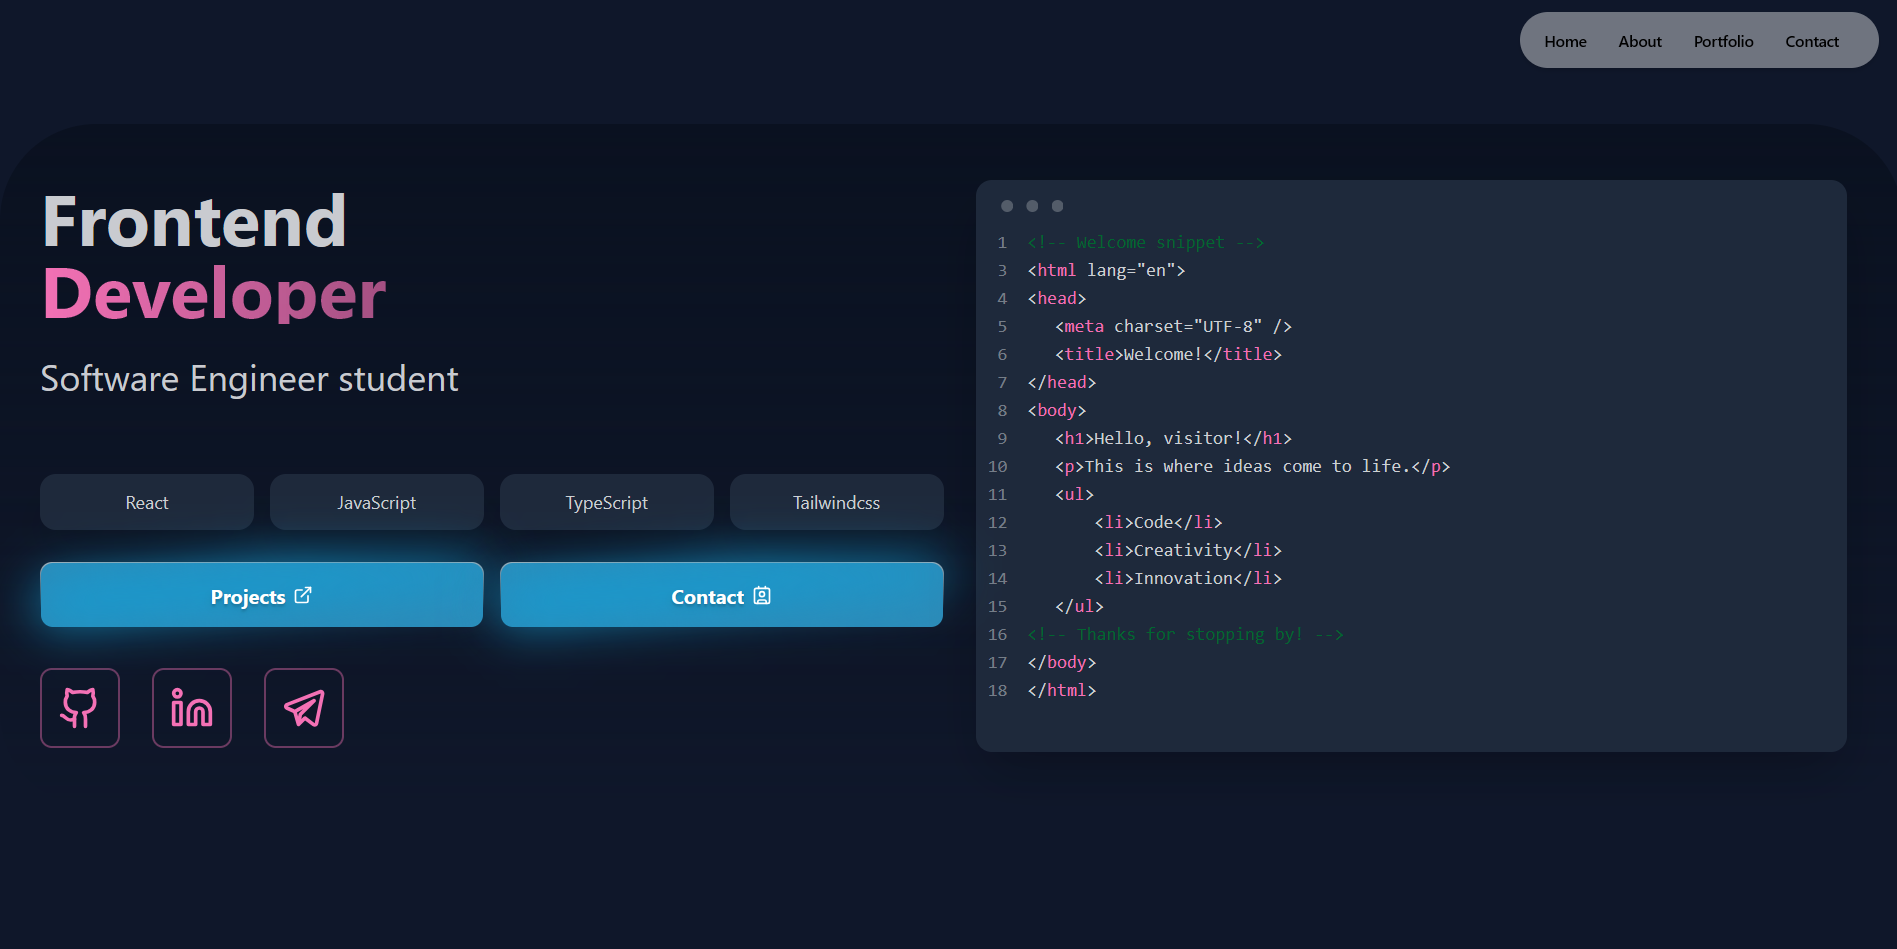 Home About Portfolio Contact
Frontend
Developer
Software Engineer student
React JavaScript TypeScript Tailwindcss
Projects Contact
in
1 <!-- Welcome snippet -->
3 <html lang="en">
4 <head>
5 <meta charset="UTF-8" />
6 <title>Welcome!</title>
7 </head>
8 <body>
9 <h1>Hello, visitor!</h1>
10 <p>This is where ideas come to life.</p>
11 <ul>
12 <li>Code</li>
13 <li>Creativity</li>
14 <li>Innovation</li>
15 </ul>
16 <!-- Thanks for stopping by! -->
17 </body>
18 </html>